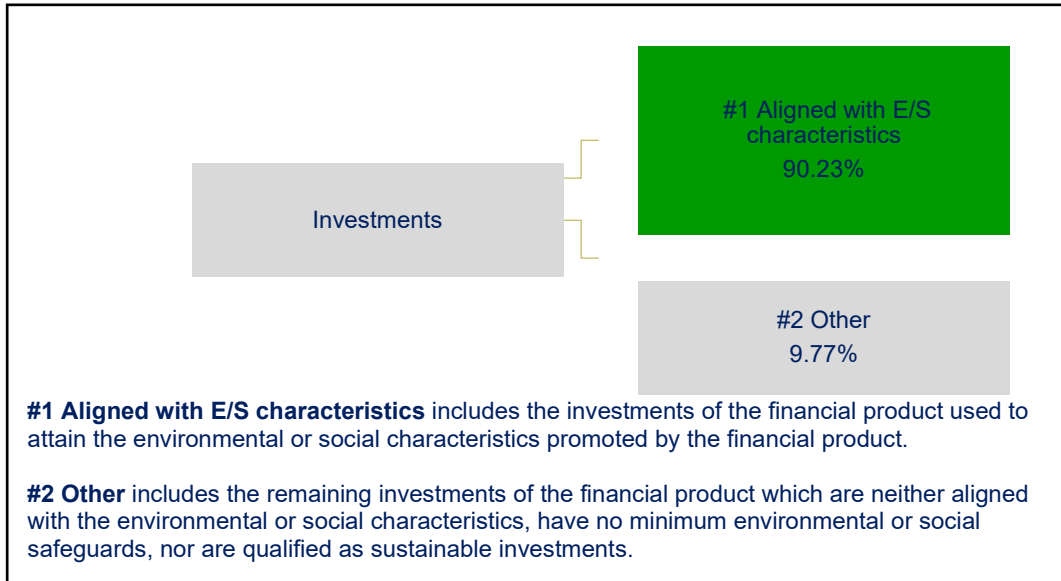 #1 Aligned with E/S
characteristics
90.23%
Investments
#2 Other
9.77%
#1 Aligned with E/S characteristics includes the investments of the financial product used to
attain the environmental or social characteristics promoted by the financial product.
#2 Other includes the remaining investments of the financial product which are neither aligned
with the environmental or social characteristics, have no minimum environmental or social
safeguards, nor are qualified as sustainable investments.